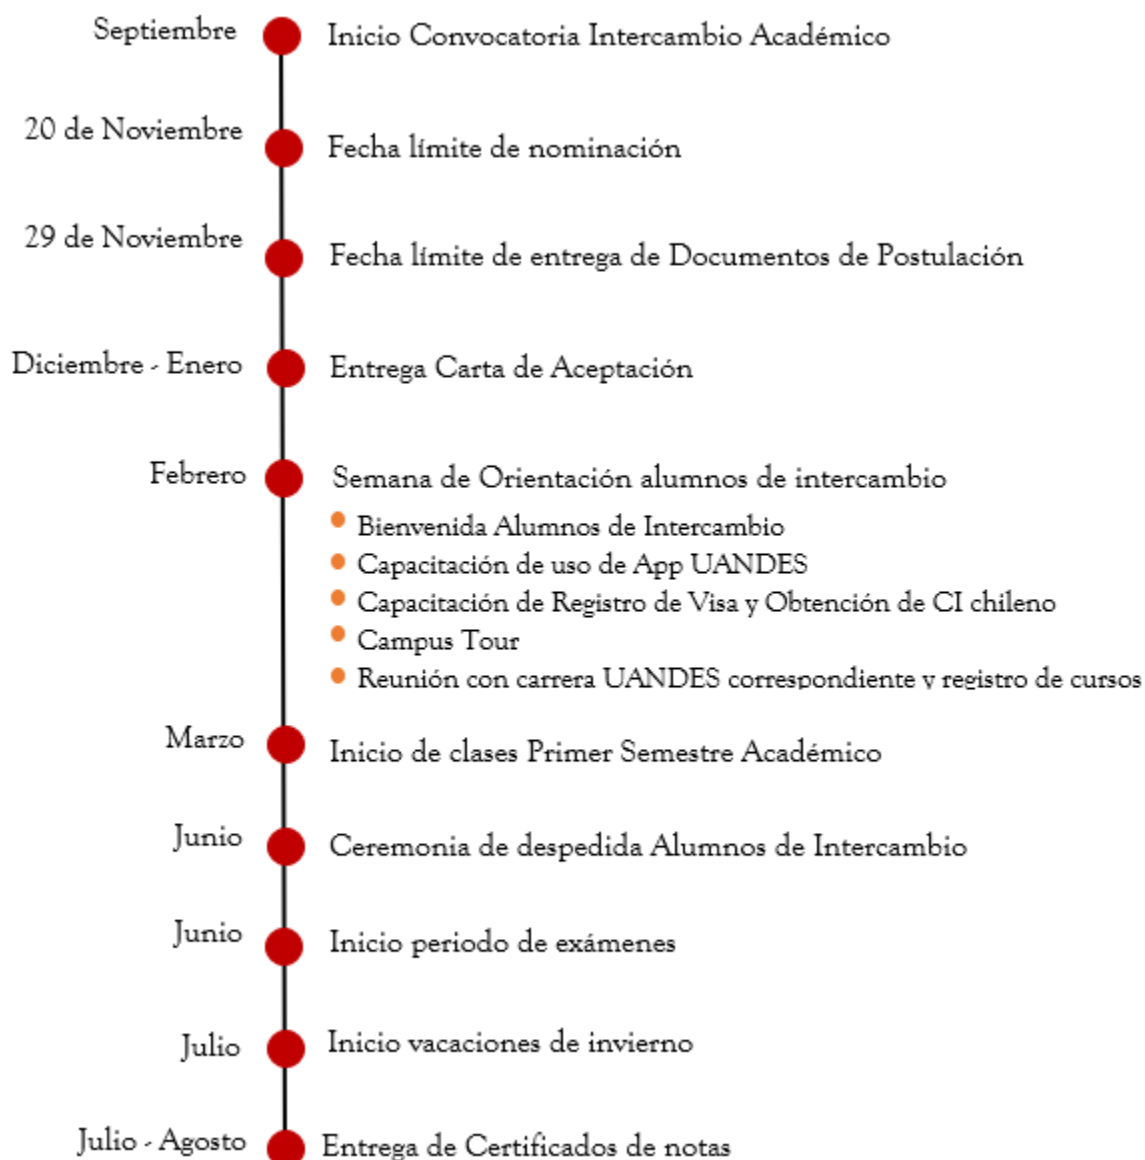 Septiembre Inicio Convocatoria Intercambio Académico
20 de Noviembre Fecha límite de nominación
29 de Noviembre Fecha límite de entrega de Documentos de Postulación
Diciembre - Enero Entrega Carta de Aceptación
Febrero Semana de Orientación alumnos de intercambio
Bienvenida Alumnos de Intercambio
Capacitación de uso de App UANDES
Capacitación de Registro de Visa y Obtención de CI chileno
Campus Tour
Reunión con carrera UANDES correspondiente y registro de cursos
Marzo Inicio de clases Primer Semestre Académico
Junio Ceremonia de despedida Alumnos de Intercambio
Junio Inicio periodo de exámenes
Julio Inicio vacaciones de invierno
Julio - Agosto Entrega de Certificados de notas